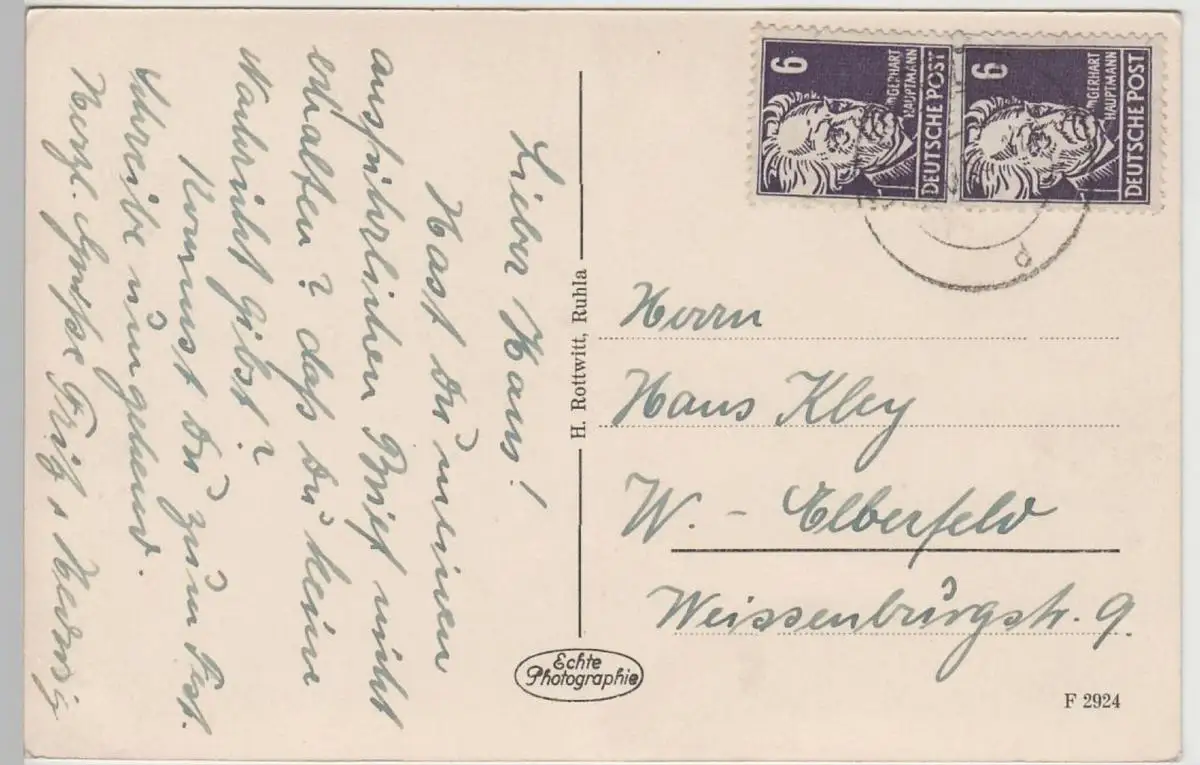 Lieber Hans!
Hast Du meinen
ausführlichen Brief nicht
erhalten? daß Du keine
Nachricht gibst?
Kommst Du zum Fest.
Schreibe umgehend.
Herzl. Grüße Fritz u Hedwig
H. Rottwitt, Ruhla
Echte
Photographie
6
GERHART
HAUPTMANN
DEUTSCHE POST
6
GERHART
HAUPTMANN
DEUTSCHE POST
d
Herrn
Hans Kley
W. - Elberfeld
Weissenburgstr. 9.
F 2924